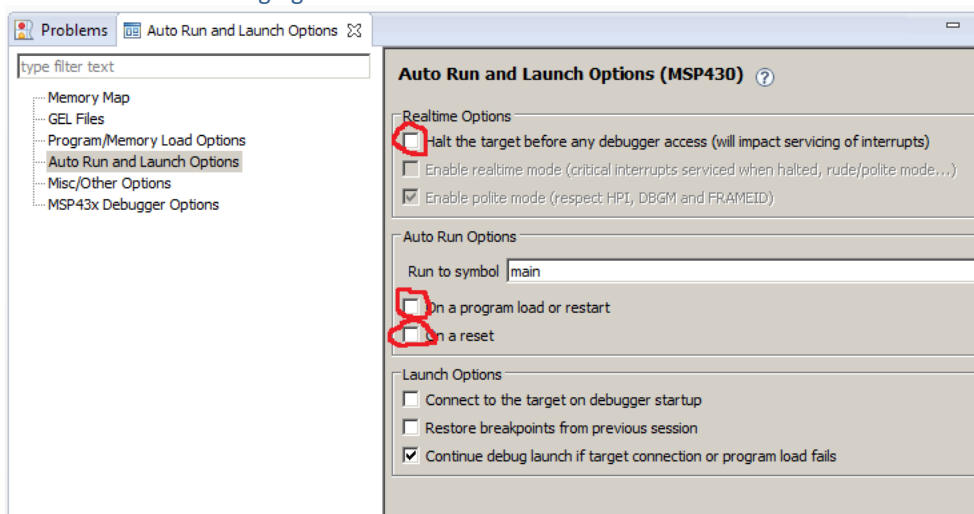 Problems Auto Run and Launch Options
type filter text
Memory Map
GEL Files
Program/Memory Load Options
Auto Run and Launch Options
Misc/Other Options
MSP43x Debugger Options
Auto Run and Launch Options (MSP430) ?
Realtime Options
Halt the target before any debugger access (will impact servicing of interrupts)
Enable realtime mode (critical interrupts serviced when halted, rude/polite mode...)
Enable polite mode (respect HPI, DBGM and FRAMEID)
Auto Run Options
Run to symbol main
On a program load or restart
On a reset
Launch Options
Connect to the target on debugger startup
Restore breakpoints from previous session
Continue debug launch if target connection or program load fails